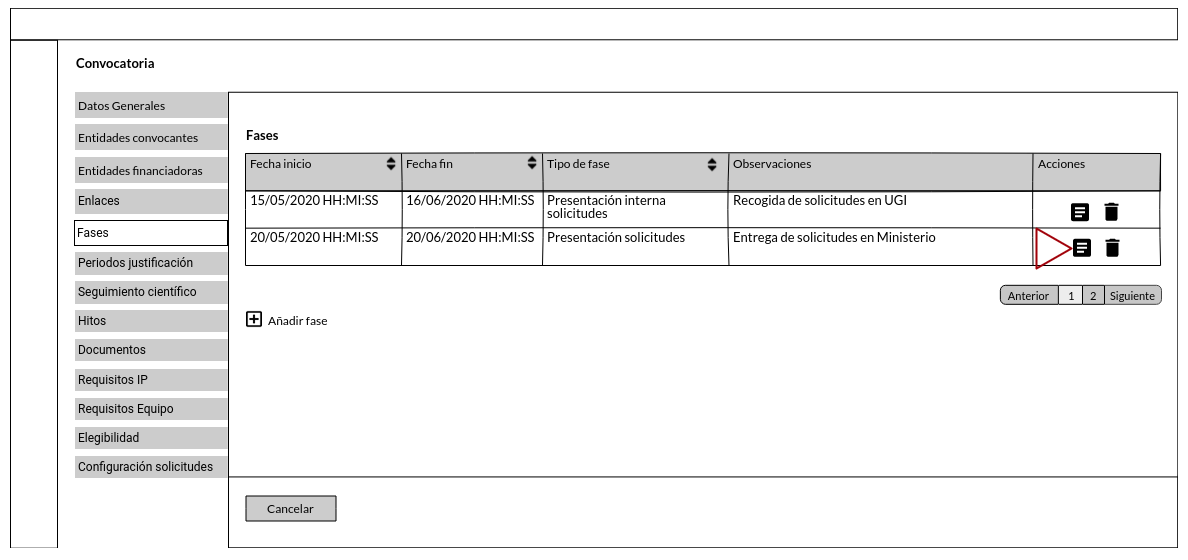 Convocatoria
Datos Generales
Entidades convocantes
Entidades financiadoras
Enlaces
Fases
Periodos justificación
Seguimiento científico
Hitos
Documentos
Requisitos IP
Requisitos Equipo
Elegibilidad
Configuración solicitudes
Fases
Fecha inicio Fecha fin Tipo de fase Observaciones Acciones
15/05/2020 HH:MI:SS 16/06/2020 HH:MI:SS Presentación interna Recogida de solicitudes en UGI
solicitudes
20/05/2020 HH:MI:SS 20/06/2020 HH:MI:SS Presentación solicitudes Entrega de solicitudes en Ministerio
Anterior 1 2 Siguiente
Añadir fase
Cancelar